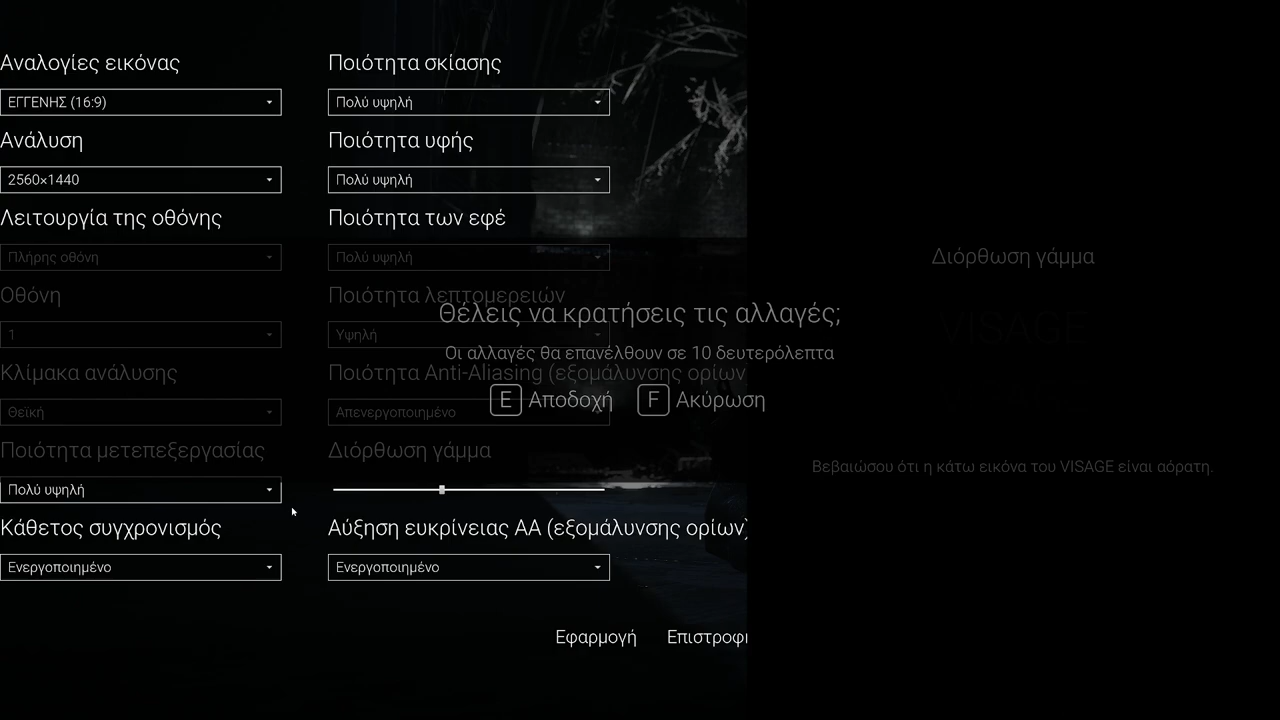 Αναλογίες εικόνας
ΕΓΓΕΝΗΣ (16:9)
Ανάλυση
2560×1440
Λειτουργία της οθόνης
Πλήρης οθόνη
Οθόνη
1
Κλίμακα ανάλυσης
Θεϊκή
Ποιότητα μετεπεξεργασίας
Πολύ υψηλή
Κάθετος συγχρονισμός
Ενεργοποιημένο
Ποιότητα σκίασης
Πολύ υψηλή
Ποιότητα υφής
Πολύ υψηλή
Ποιότητα των εφέ
Πολύ υψηλή
Ποιότητα λεπτομερειών
Υψηλή
Ποιότητα Anti-Aliasing (εξομάλυνσης ορίων
Απενεργοποιημένο
Διόρθωση γάμμα
Αύξηση ευκρίνειας AA (εξομάλυνσης ορίων)
Ενεργοποιημένο
Εφαρμογή
Επιστροφή
Θέλεις να κρατήσεις τις αλλαγές;
Οι αλλαγές θα επανέλθουν σε 10 δευτερόλεπτα
E Αποδοχή F Ακύρωση
Διόρθωση γάμμα
VISAGE
Βεβαιώσου ότι η κάτω εικόνα του VISAGE είναι αόρατη.